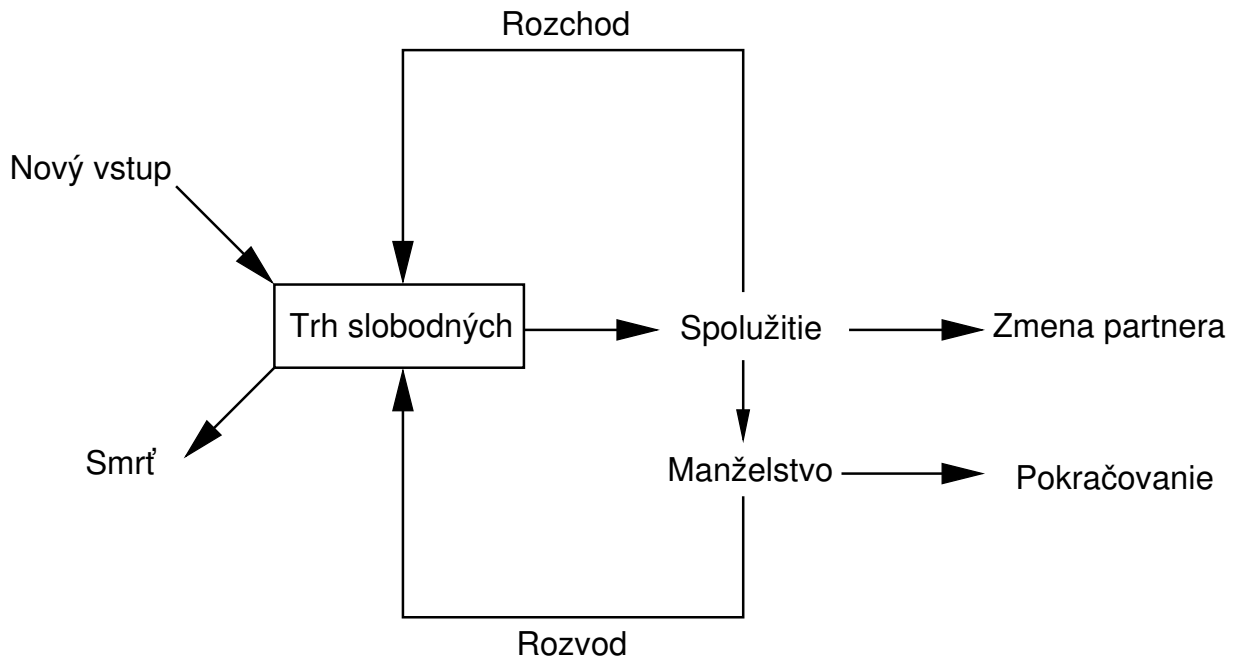 Rozchod
Nový vstup
Trh slobodných
Spolužitie
Zmena partnera
Smrť
Manželstvo
Pokračovanie
Rozvod